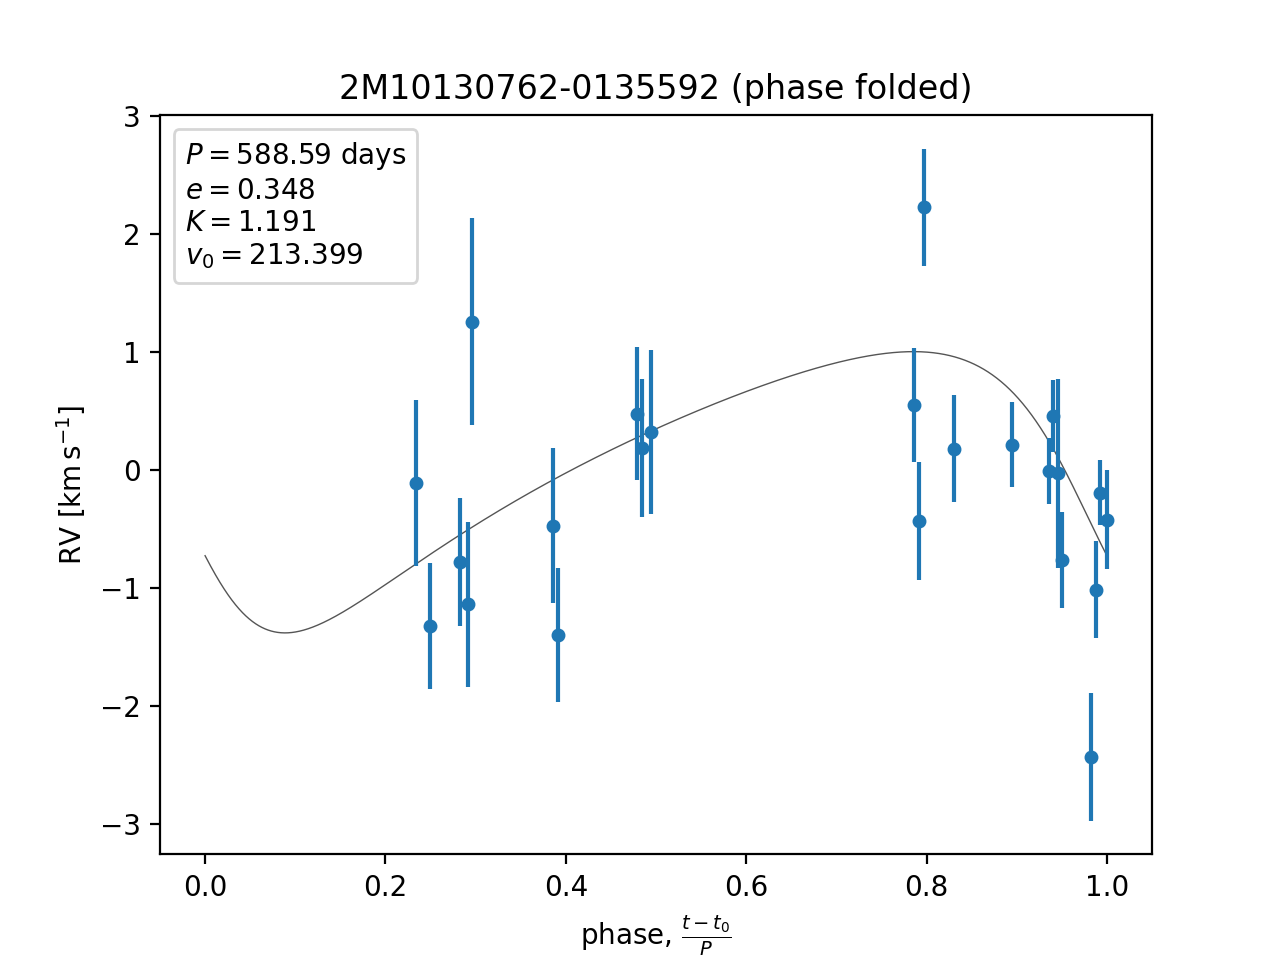 2M10130762-0135592 (phase folded)
P = 588.59 days
e = 0.348
K = 1.191
v₀ = 213.399
3
2
1
0
−1
−2
−3
RV [km s⁻¹]
0.0 0.2 0.4 0.6 0.8 1.0
phase, (t − t₀)/P